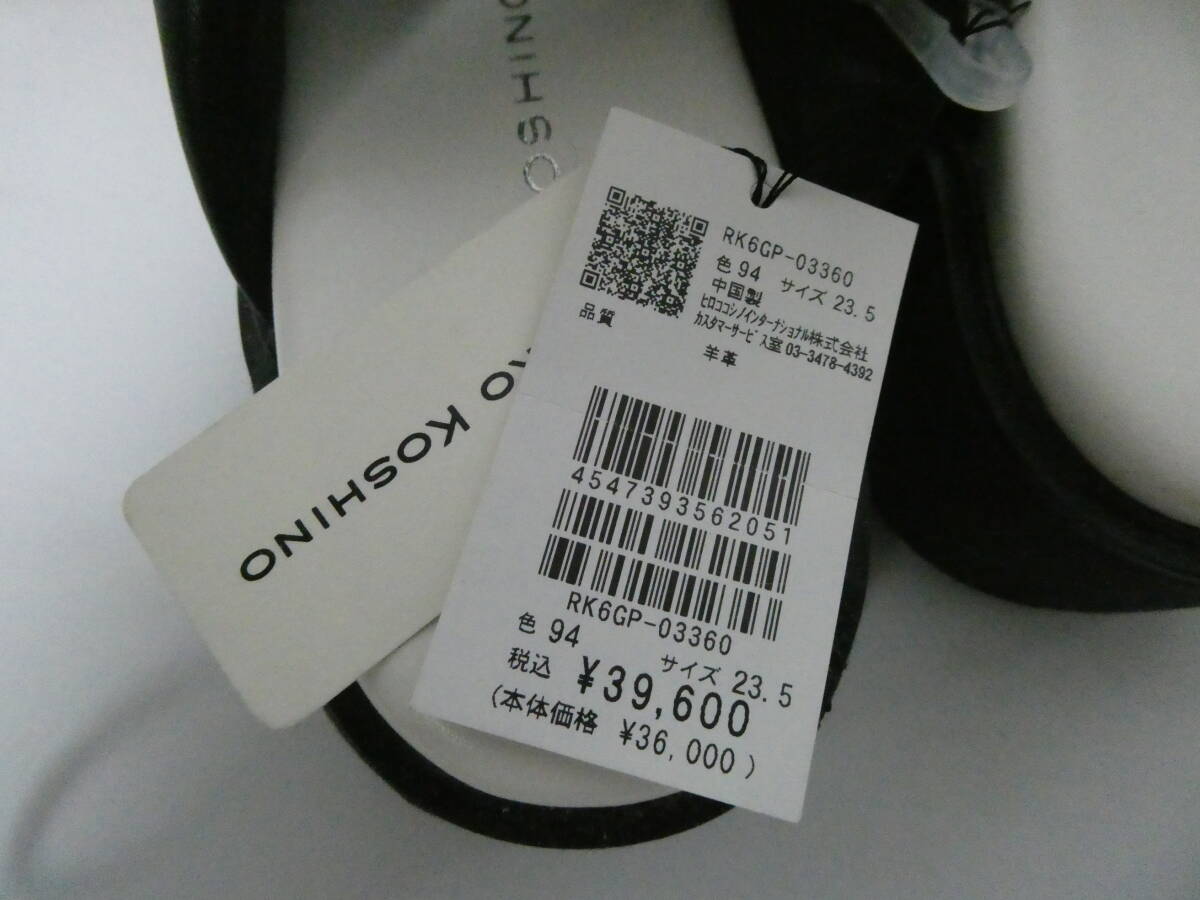 OSHINO
RK6GP-03360
色 94 サイズ 23.5
中国製
ヒロココシノインターナショナル株式会社
カスタマーサービス室 03-3478-4392
品質
羊革
4547393562051
RK6GP-03360
色 94 サイズ 23.5
税込 ¥39,600
(本体価格 ¥36,000)
KO KOSHINO